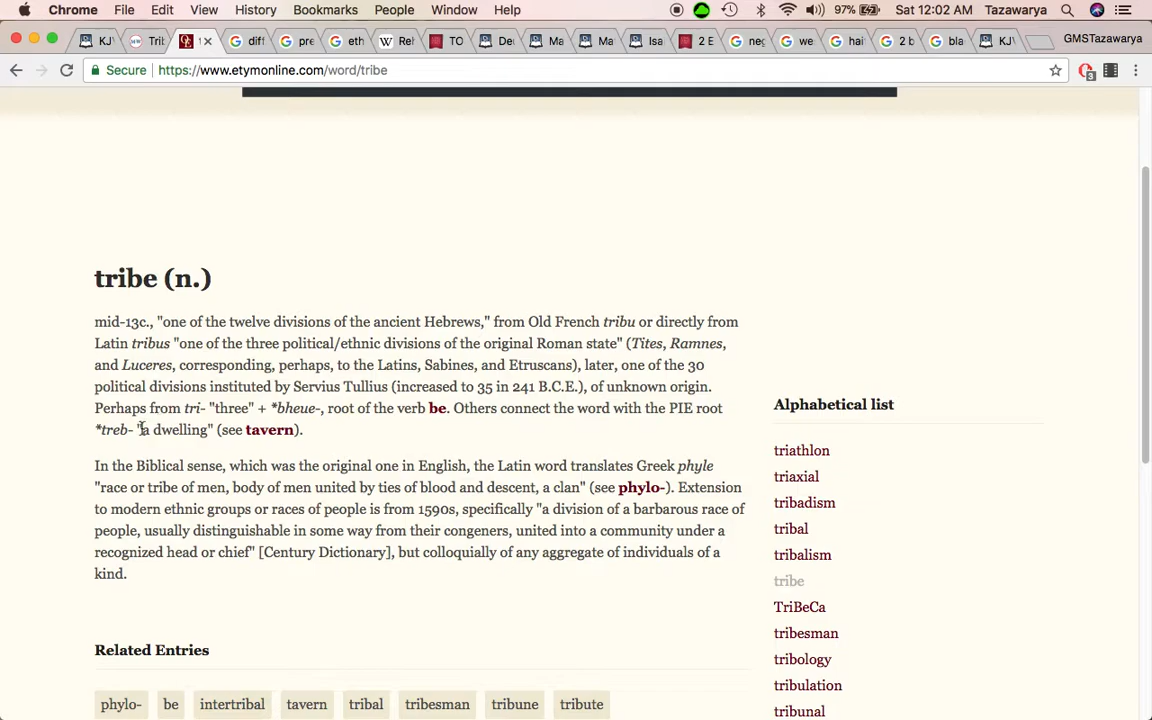 Chrome File Edit View History Bookmarks People Window Help 97% Sat 12:02 AM Tazawarya
KJV Trib diff pre eth Rel TO Dei Ma Ma Isa 2 E neg we hai 2 b bla KJV GMSTazawarya
Secure https://www.etymonline.com/word/tribe
tribe (n.)
mid-13c., "one of the twelve divisions of the ancient Hebrews," from Old French tribu or directly from
Latin tribus "one of the three political/ethnic divisions of the original Roman state" (Tites, Ramnes,
and Luceres, corresponding, perhaps, to the Latins, Sabines, and Etruscans), later, one of the 30
political divisions instituted by Servius Tullius (increased to 35 in 241 B.C.E.), of unknown origin.
Perhaps from tri- "three" + *bheue-, root of the verb be. Others connect the word with the PIE root
*treb- "a dwelling" (see tavern).
In the Biblical sense, which was the original one in English, the Latin word translates Greek phyle
"race or tribe of men, body of men united by ties of blood and descent, a clan" (see phylo-). Extension
to modern ethnic groups or races of people is from 1590s, specifically "a division of a barbarous race of
people, usually distinguishable in some way from their congeners, united into a community under a
recognized head or chief" [Century Dictionary], but colloquially of any aggregate of individuals of a
kind.
Related Entries
phylo- be intertribal tavern tribal tribesman tribune tribute
Alphabetical list
triathlon
triaxial
tribadism
tribal
tribalism
tribe
TriBeCa
tribesman
tribology
tribulation
tribunal